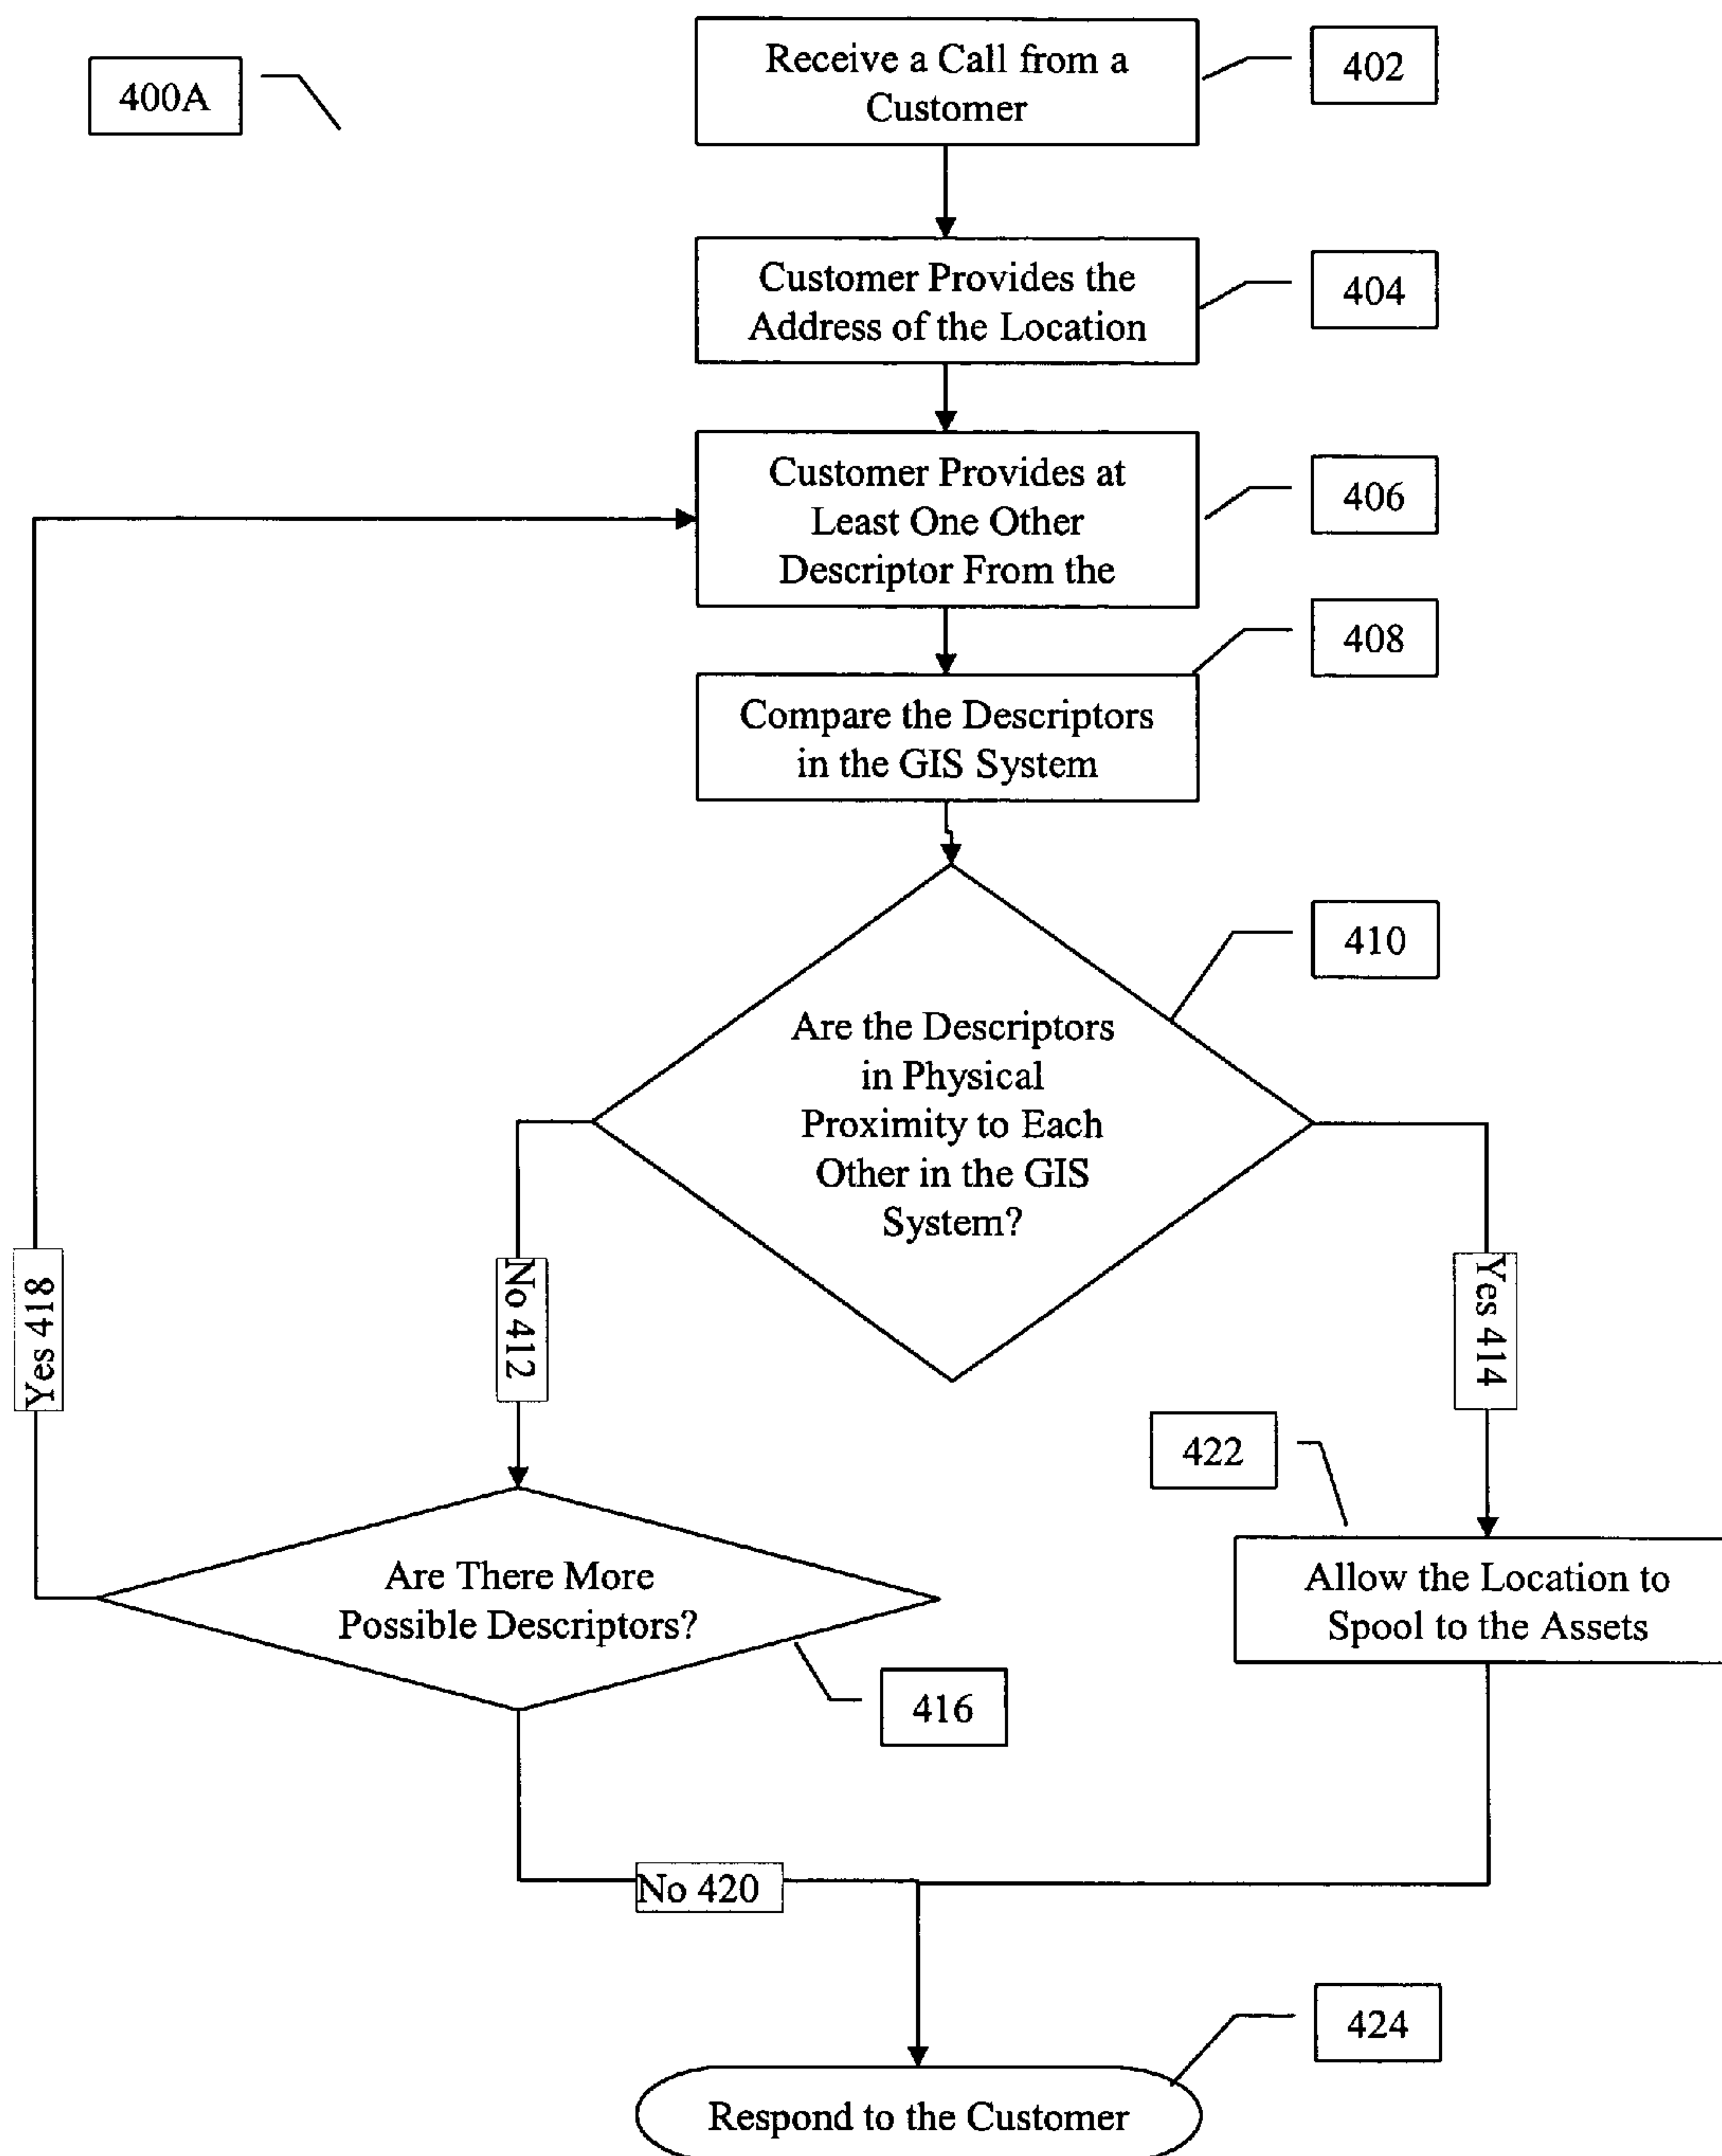 400A
Receive a Call from a
Customer
402
Customer Provides the
Address of the Location
404
Customer Provides at
Least One Other
Descriptor From the
406
408
Compare the Descriptors
in the GIS System
410
Are the Descriptors
in Physical
Proximity to Each
Other in the GIS
System?
Yes 418
No 412
Yes 414
422
Are There More
Possible Descriptors?
Allow the Location to
Spool to the Assets
416
No 420
424
Respond to the Customer